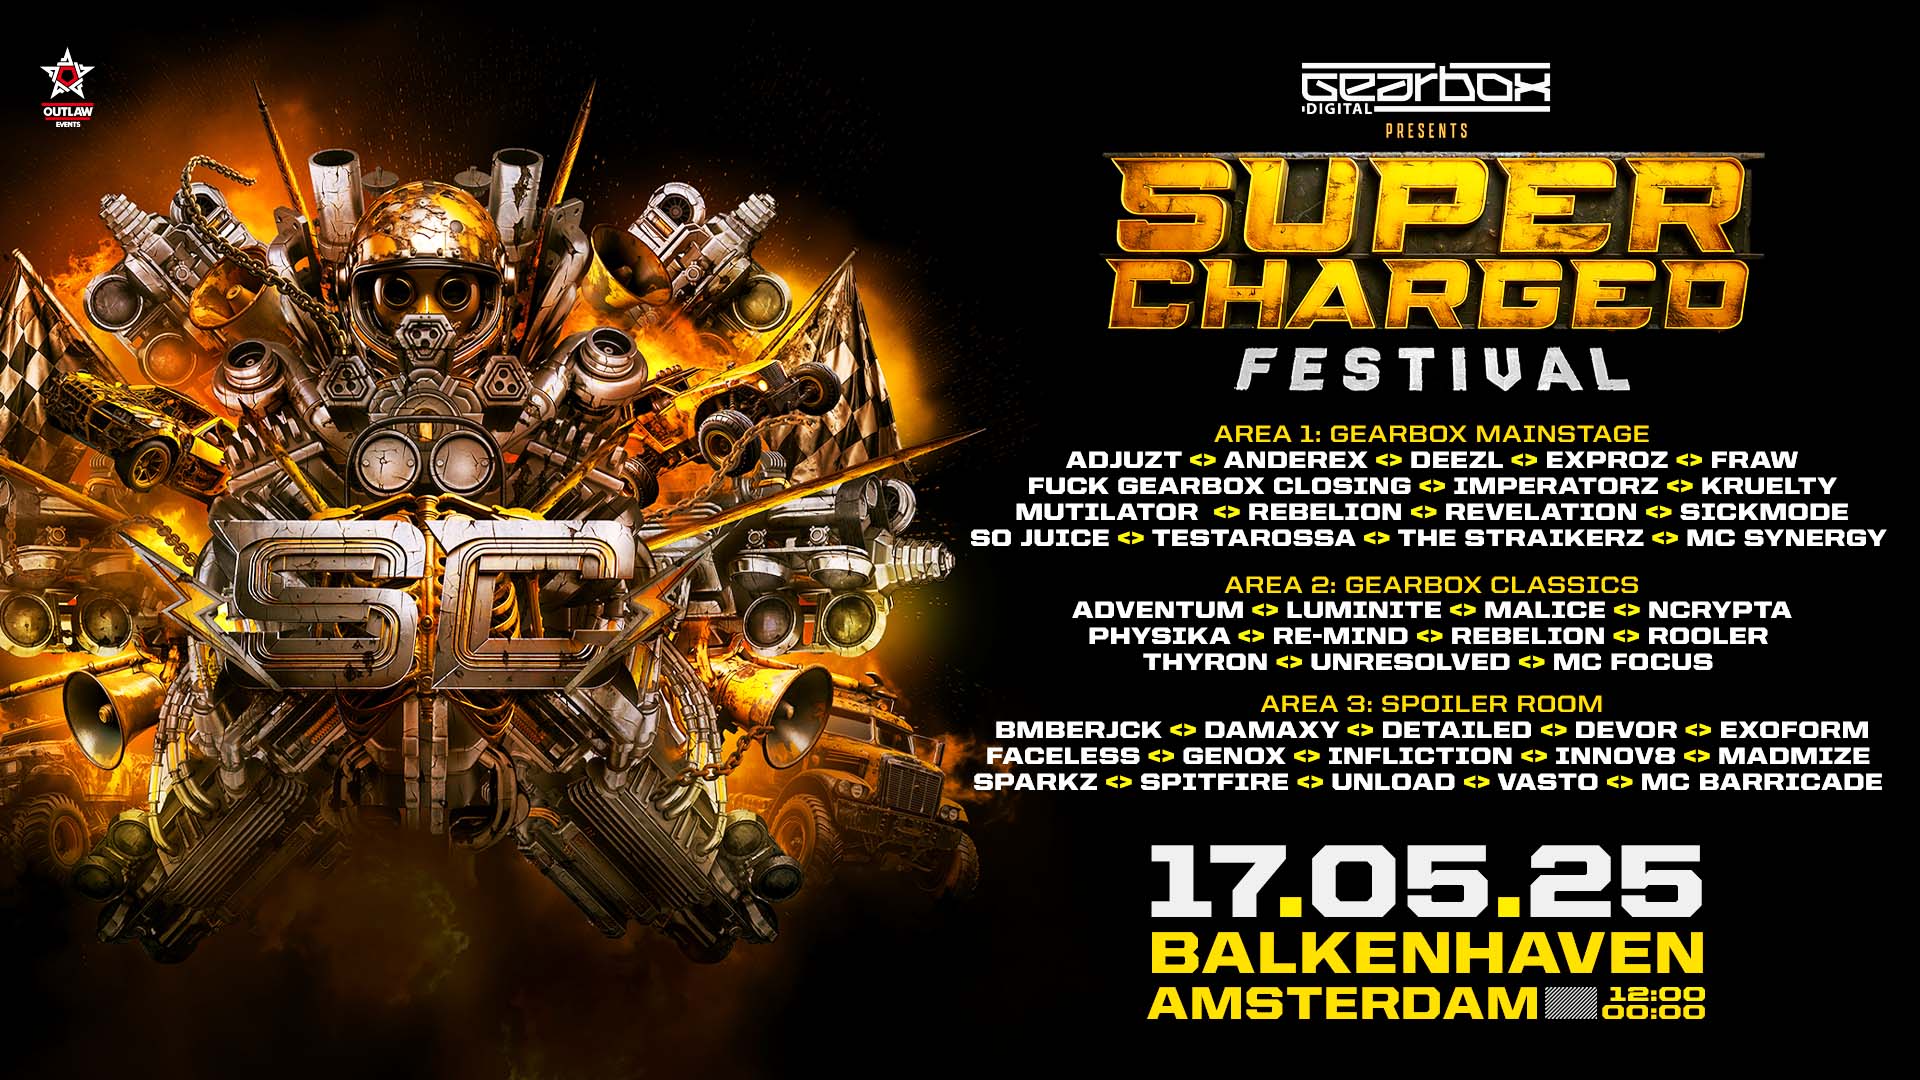 OUTLAW
EVENTS
Gearbox
DIGITAL
PRESENTS
SUPER
CHARGED
FESTIVAL
AREA 1: GEARBOX MAINSTAGE
ADJUZT <> ANDEREX <> DEEZL <> EXPROZ <> FRAW
FUCK GEARBOX CLOSING <> IMPERATORZ <> KRUELTY
MUTILATOR <> REBELION <> REVELATION <> SICKMODE
SO JUICE <> TESTAROSSA <> THE STRAIKERZ <> MC SYNERGY
AREA 2: GEARBOX CLASSICS
ADVENTUM <> LUMINITE <> MALICE <> NCRYPTA
PHYSIKA <> RE-MIND <> REBELION <> ROOLER
THYRON <> UNRESOLVED <> MC FOCUS
AREA 3: SPOILER ROOM
BMBERJCK <> DAMAXY <> DETAILED <> DEVOR <> EXOFORM
FACELESS <> GENOX <> INFLICTION <> INNOV8 <> MADMIZE
SPARKZ <> SPITFIRE <> UNLOAD <> VASTO <> MC BARRICADE
SC
17.05.25
BALKENHAVEN
AMSTERDAM 12:00
00:00